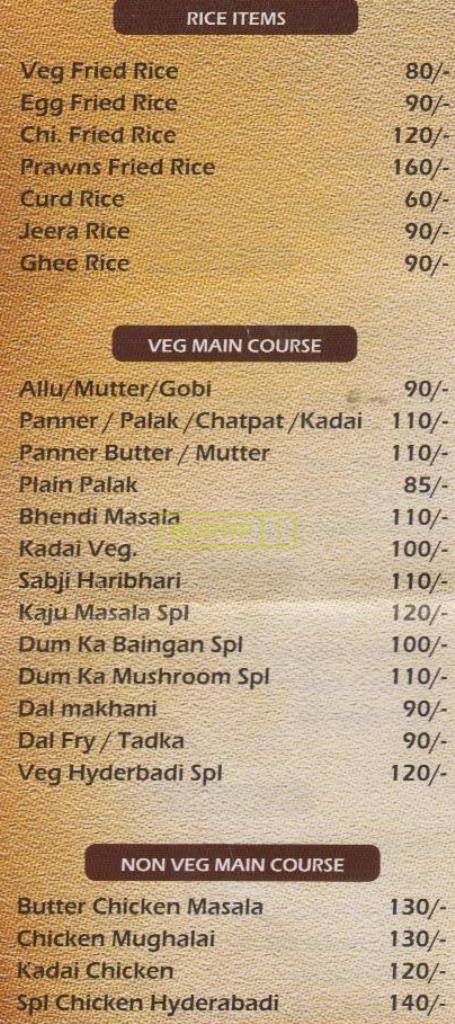 RICE ITEMS
Veg Fried Rice 80/-
Egg Fried Rice 90/-
Chi. Fried Rice 120/-
Prawns Fried Rice 160/-
Curd Rice 60/-
Jeera Rice 90/-
Ghee Rice 90/-
VEG MAIN COURSE
Allu/Mutter/Gobi 90/-
Panner / Palak /Chatpat /Kadai 110/-
Panner Butter / Mutter 110/-
Plain Palak 85/-
Bhendi Masala 110/-
Kadai Veg. 100/-
Sabji Haribhari 110/-
Kaju Masala Spl 120/-
Dum Ka Baingan Spl 100/-
Dum Ka Mushroom Spl 110/-
Dal makhani 90/-
Dal Fry / Tadka 90/-
Veg Hyderbadi Spl 120/-
NON VEG MAIN COURSE
Butter Chicken Masala 130/-
Chicken Mughalai 130/-
Kadai Chicken 120/-
Spl Chicken Hyderabadi 140/-